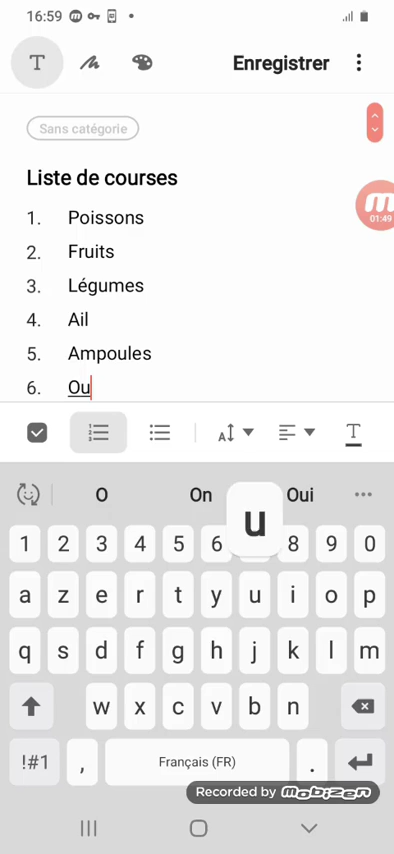 16:59
T Enregistrer
Sans catégorie
01:49
Liste de courses
1. Poissons
2. Fruits
3. Légumes
4. Ail
5. Ampoules
6. Ou
T
O On Oui
u
1 2 3 4 5 6 8 9 0
a z e r t y u i o p
q s d f g h j k l m
w x c v b n
!#1 , Français (FR) .
Recorded by mobizen